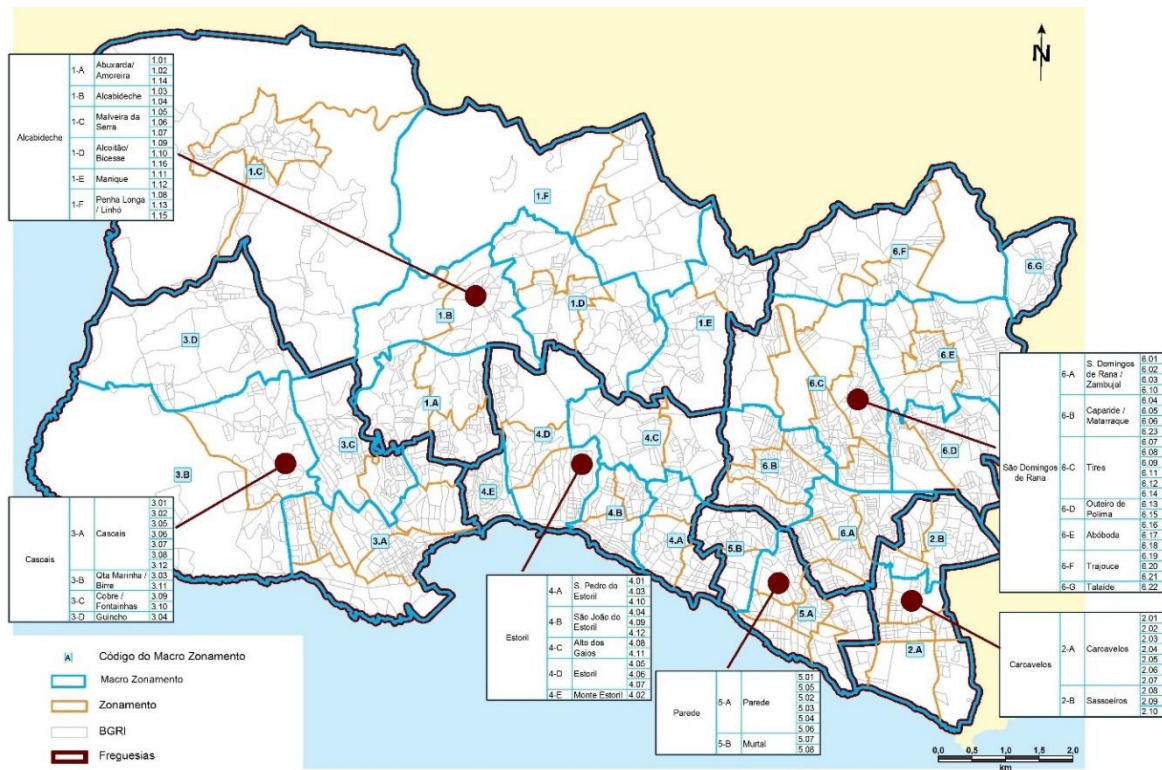 N
Alcabideche
1-A Abuxarda/ Amoreira 1.01 1.02 1.14
1-B Alcabideche 1.03 1.04
1-C Malveira da Serra 1.05 1.06 1.07
1-D Alcoitão/ Bicesse 1.09 1.10 1.16
1-E Manique 1.11 1.12
1-F Penha Longa / Linhó 1.08 1.13 1.15
1.C
1.F
6.F
6.G
1.B
1.D
1.E
3.D
6.E
6.C
1.A
4.D
4.C
3.C
3.B
6.B
6.D
4.E
4.B
3.A
4.A
5.B
6.A
2.B
5.A
2.A
São Domingos de Rana
6-A S. Domingos de Rana / Zambujal 6.01 6.02 6.03 6.10
6-B Caparide / Matarraque 6.04 6.05 6.06 6.23
6-C Tires 6.07 6.08 6.09 6.11 6.12 6.14
6-D Outeiro de Polima 6.13 6.15
6-E Abóboda 6.16 6.17 6.18
6-F Trajouce 6.19 6.20 6.21
6-G Talaíde 6.22
Cascais
3-A Cascais 3.01 3.02 3.05 3.06 3.07 3.08 3.12
3-B Qta Marinha / Birre 3.03 3.11
3-C Cobre / Fontainhas 3.09 3.10
3-D Guincho 3.04
Estoril
4-A S. Pedro do Estoril 4.01 4.03 4.10
4-B São João do Estoril 4.04 4.09 4.12
4-C Alto dos Gaios 4.08 4.11
4-D Estoril 4.05 4.06 4.07
4-E Monte Estoril 4.02
Parede
5-A Parede 5.01 5.05 5.02 5.03 5.04 5.06
5-B Murtal 5.07 5.08
Carcavelos
2-A Carcavelos 2.01 2.02 2.03 2.04 2.05 2.06 2.07
2-B Sassoeiros 2.08 2.09 2.10
A Código do Macro Zonamento
Macro Zonamento
Zonamento
BGRI
Freguesias
0,0 0,5 1,0 2,0
km